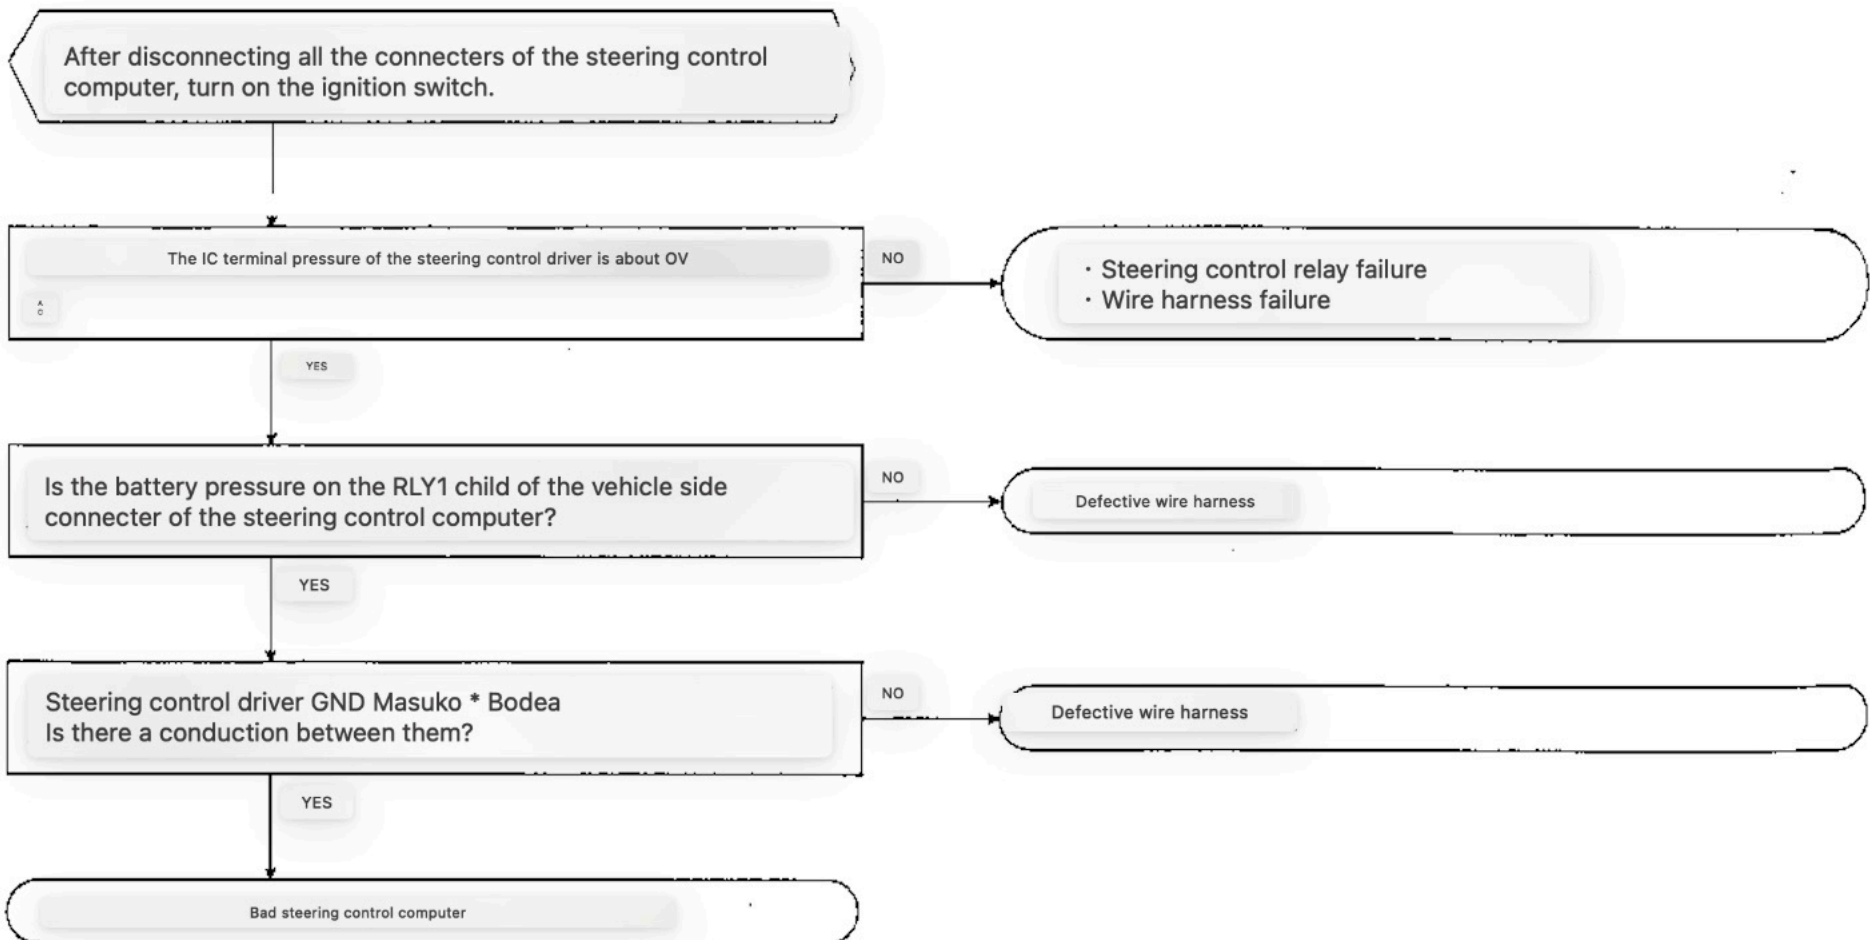 After disconnecting all the connecters of the steering control
computer, turn on the ignition switch.
The IC terminal pressure of the steering control driver is about OV
A
C
NO
・Steering control relay failure
・Wire harness failure
YES
Is the battery pressure on the RLY1 child of the vehicle side
connecter of the steering control computer?
NO
Defective wire harness
YES
Steering control driver GND Masuko * Bodea
Is there a conduction between them?
NO
Defective wire harness
YES
Bad steering control computer